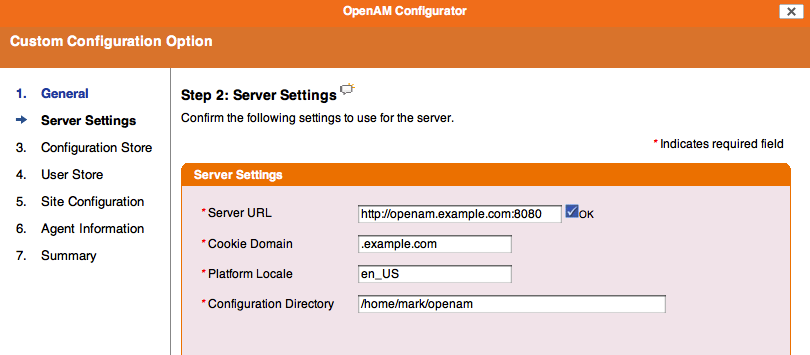 OpenAM Configurator
Custom Configuration Option
1. General
Server Settings
3. Configuration Store
4. User Store
5. Site Configuration
6. Agent Information
7. Summary
Step 2: Server Settings
Confirm the following settings to use for the server.
* Indicates required field
Server Settings
* Server URL http://openam.example.com:8080 OK
* Cookie Domain .example.com
* Platform Locale en_US
* Configuration Directory /home/mark/openam